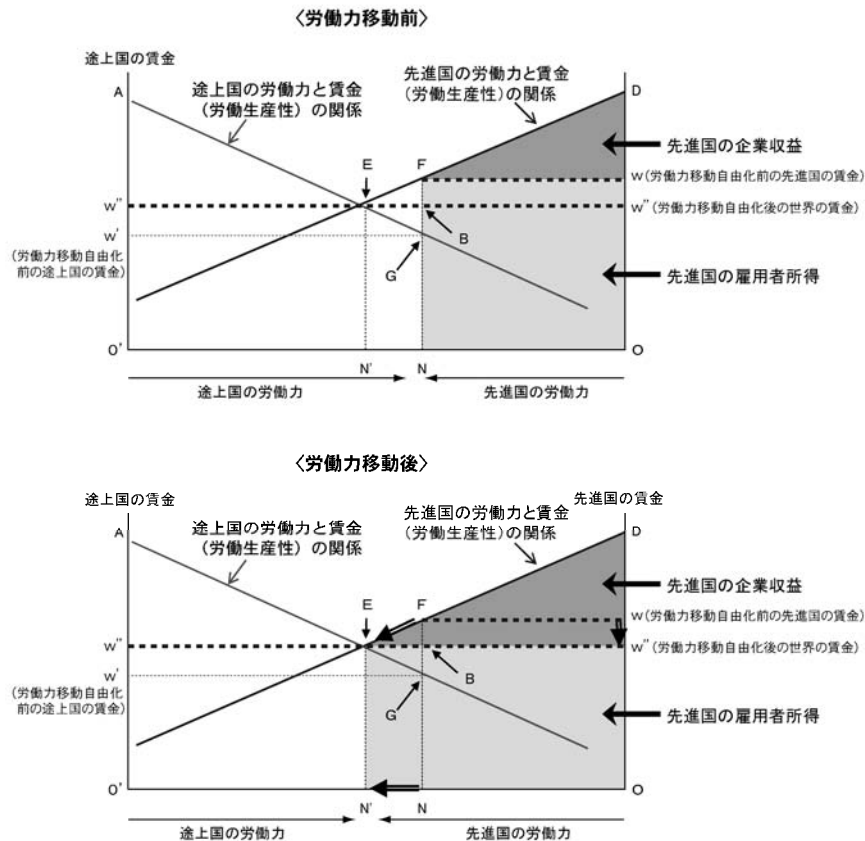 〈労働力移動前〉
途上国の賃金
A
途上国の労働力と賃金
(労働生産性) の関係
先進国の労働力と賃金
(労働生産性)の関係
D
先進国の企業収益
E
F
w(労働力移動自由化前の先進国の賃金)
w"
w"(労働力移動自由化後の世界の賃金)
B
w'
(労働力移動自由化
前の途上国の賃金)
G
先進国の雇用者所得
O'
O
N'
N
途上国の労働力
先進国の労働力
〈労働力移動後〉
途上国の賃金
先進国の賃金
A
途上国の労働力と賃金
(労働生産性) の関係
先進国の労働力と賃金
(労働生産性)の関係
D
先進国の企業収益
E
F
w(労働力移動自由化前の先進国の賃金)
w"
w"(労働力移動自由化後の世界の賃金)
B
w'
(労働力移動自由化
前の途上国の賃金)
G
先進国の雇用者所得
O'
O
N'
N
途上国の労働力
先進国の労働力